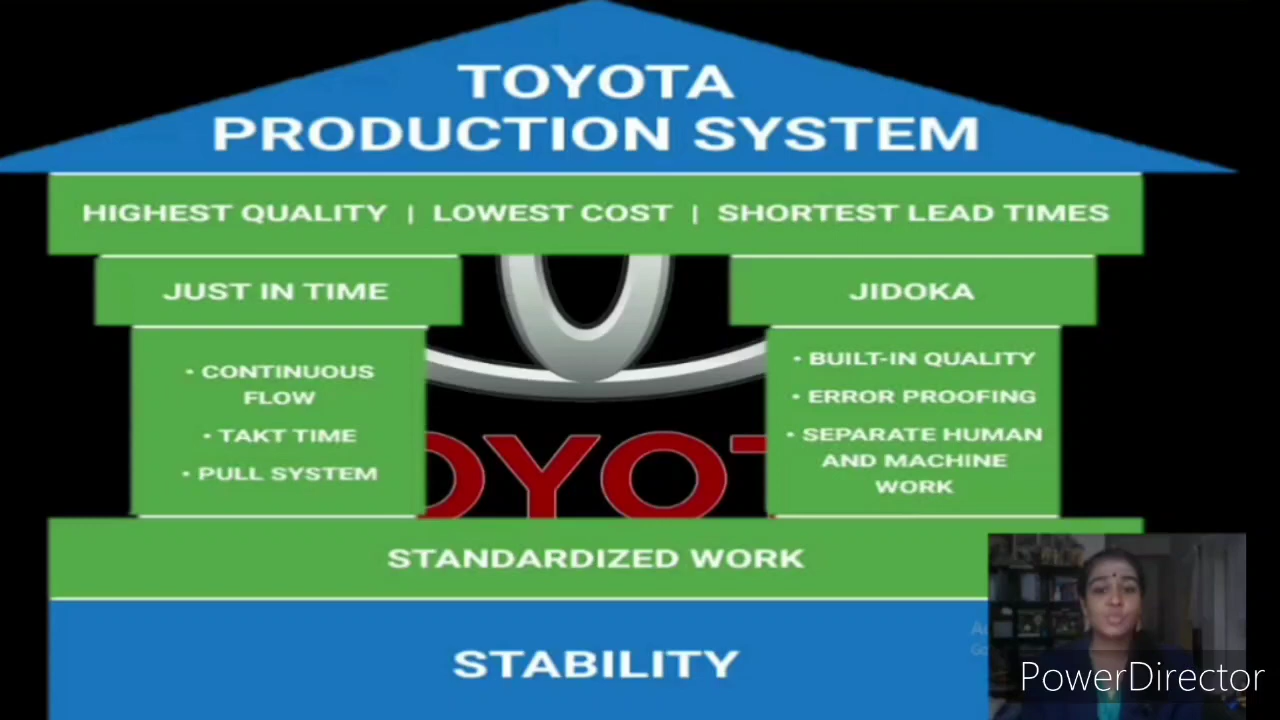 TOYOTA
PRODUCTION SYSTEM
HIGHEST QUALITY | LOWEST COST | SHORTEST LEAD TIMES
JUST IN TIME
JIDOKA
• CONTINUOUS
FLOW
• TAKT TIME
• PULL SYSTEM
• BUILT-IN QUALITY
• ERROR PROOFING
• SEPARATE HUMAN
AND MACHINE
WORK
OYOT
STANDARDIZED WORK
STABILITY
PowerDirector